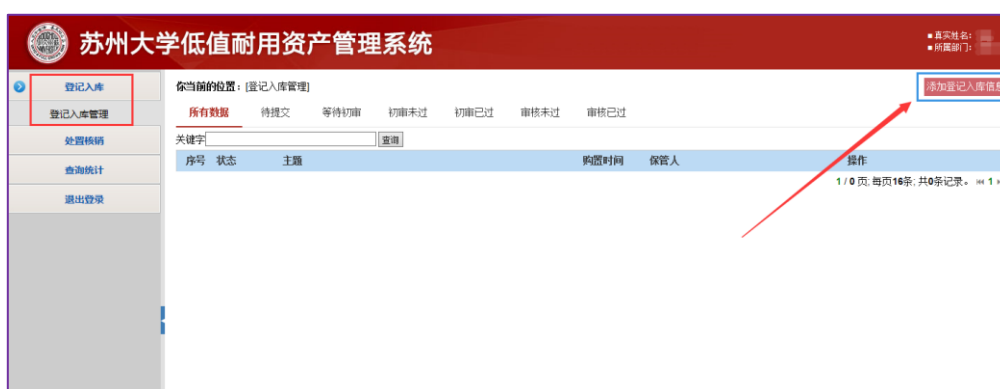 苏州大学低值耐用资产管理系统
■真实姓名:
■所属部门:
登记入库
登记入库管理
处置核销
查询统计
退出登录
你当前的位置：[登记入库管理]
添加登记入库信息
所有数据 待提交 等待初审 初审未过 初审已过 审核未过 审核已过
关键字 查询
序号 状态 主题 购置时间 保管人 操作
1 / 0 页; 每页16条; 共0条记录。 1